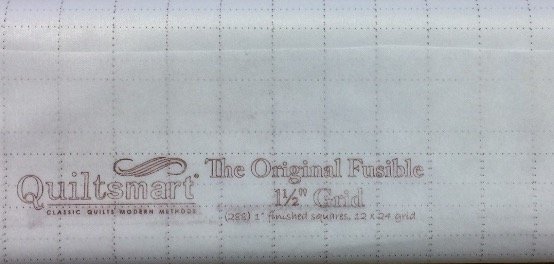 Quiltsmart®
CLASSIC QUILTS MODERN METHODS
The Original Fusible
1½" Grid
(288) 1" finished squares, 12 x 24 grid